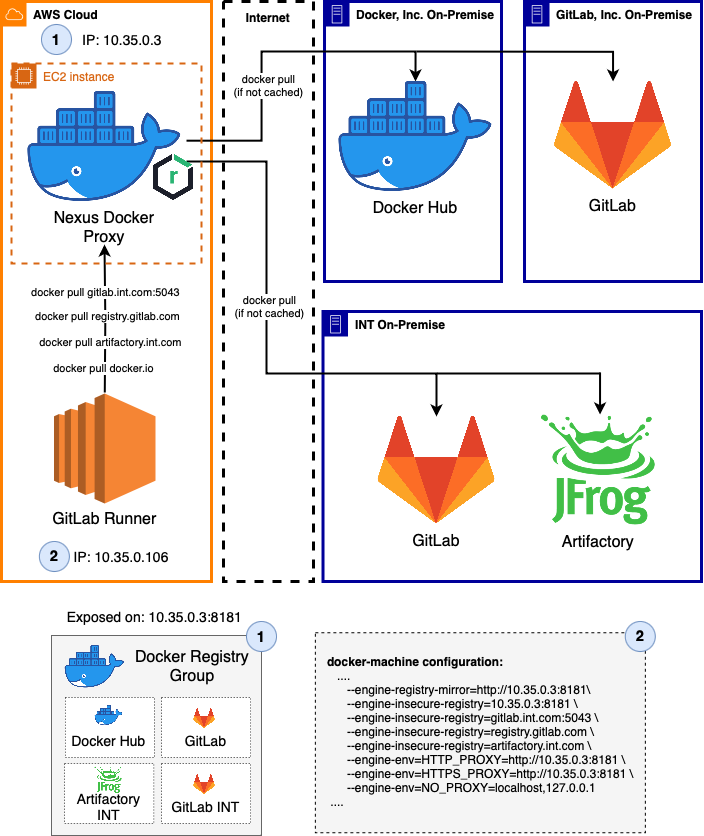 AWS Cloud
1
IP: 10.35.0.3
EC2 instance
r
Nexus Docker
Proxy
docker pull gitlab.int.com:5043
docker pull registry.gitlab.com
docker pull artifactory.int.com
docker pull docker.io
GitLab Runner
2
IP: 10.35.0.106
Internet
docker pull
(if not cached)
docker pull
(if not cached)
Docker, Inc. On-Premise
Docker Hub
GitLab, Inc. On-Premise
GitLab
INT On-Premise
GitLab
JFrog
Artifactory
Exposed on: 10.35.0.3:8181
1
Docker Registry
Group
Docker Hub
GitLab
JFrog
Artifactory
INT
GitLab INT
2
docker-machine configuration:
....
--engine-registry-mirror=http://10.35.0.3:8181\
--engine-insecure-registry=10.35.0.3:8181 \
--engine-insecure-registry=gitlab.int.com:5043 \
--engine-insecure-registry=registry.gitlab.com \
--engine-insecure-registry=artifactory.int.com \
--engine-env=HTTP_PROXY=http://10.35.0.3:8181 \
--engine-env=HTTPS_PROXY=http://10.35.0.3:8181 \
--engine-env=NO_PROXY=localhost,127.0.0.1
....